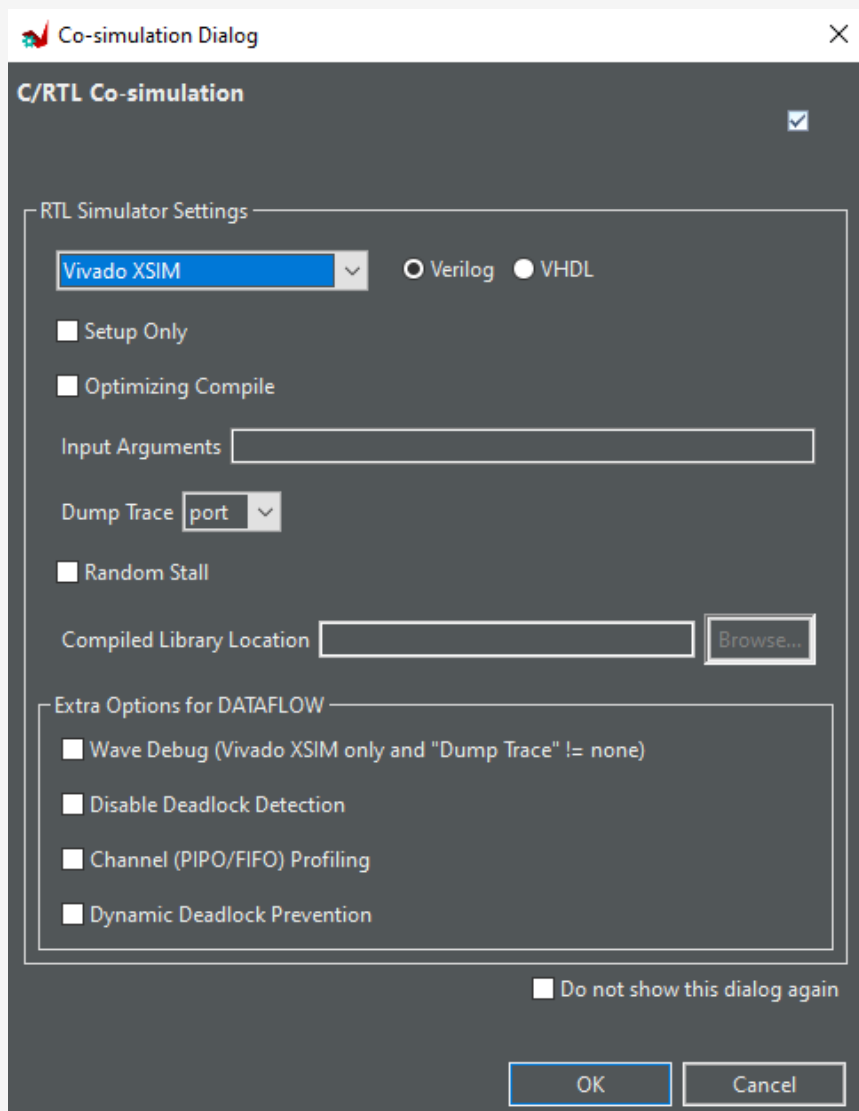 Co-simulation Dialog
C/RTL Co-simulation
RTL Simulator Settings
Vivado XSIM Verilog VHDL
Setup Only
Optimizing Compile
Input Arguments
Dump Trace port
Random Stall
Compiled Library Location Browse...
Extra Options for DATAFLOW
Wave Debug (Vivado XSIM only and "Dump Trace" != none)
Disable Deadlock Detection
Channel (PIPO/FIFO) Profiling
Dynamic Deadlock Prevention
Do not show this dialog again
OK Cancel